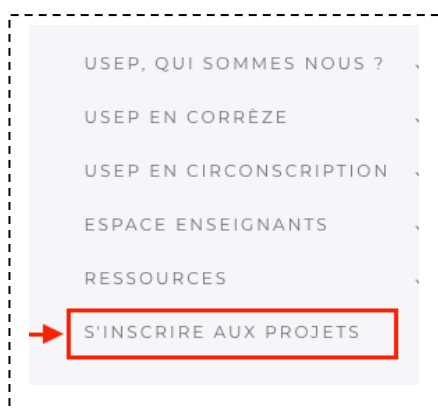 USEP, QUI SOMMES NOUS ?
USEP EN CORRÈZE
USEP EN CIRCONSCRIPTION
ESPACE ENSEIGNANTS
RESSOURCES
S'INSCRIRE AUX PROJETS